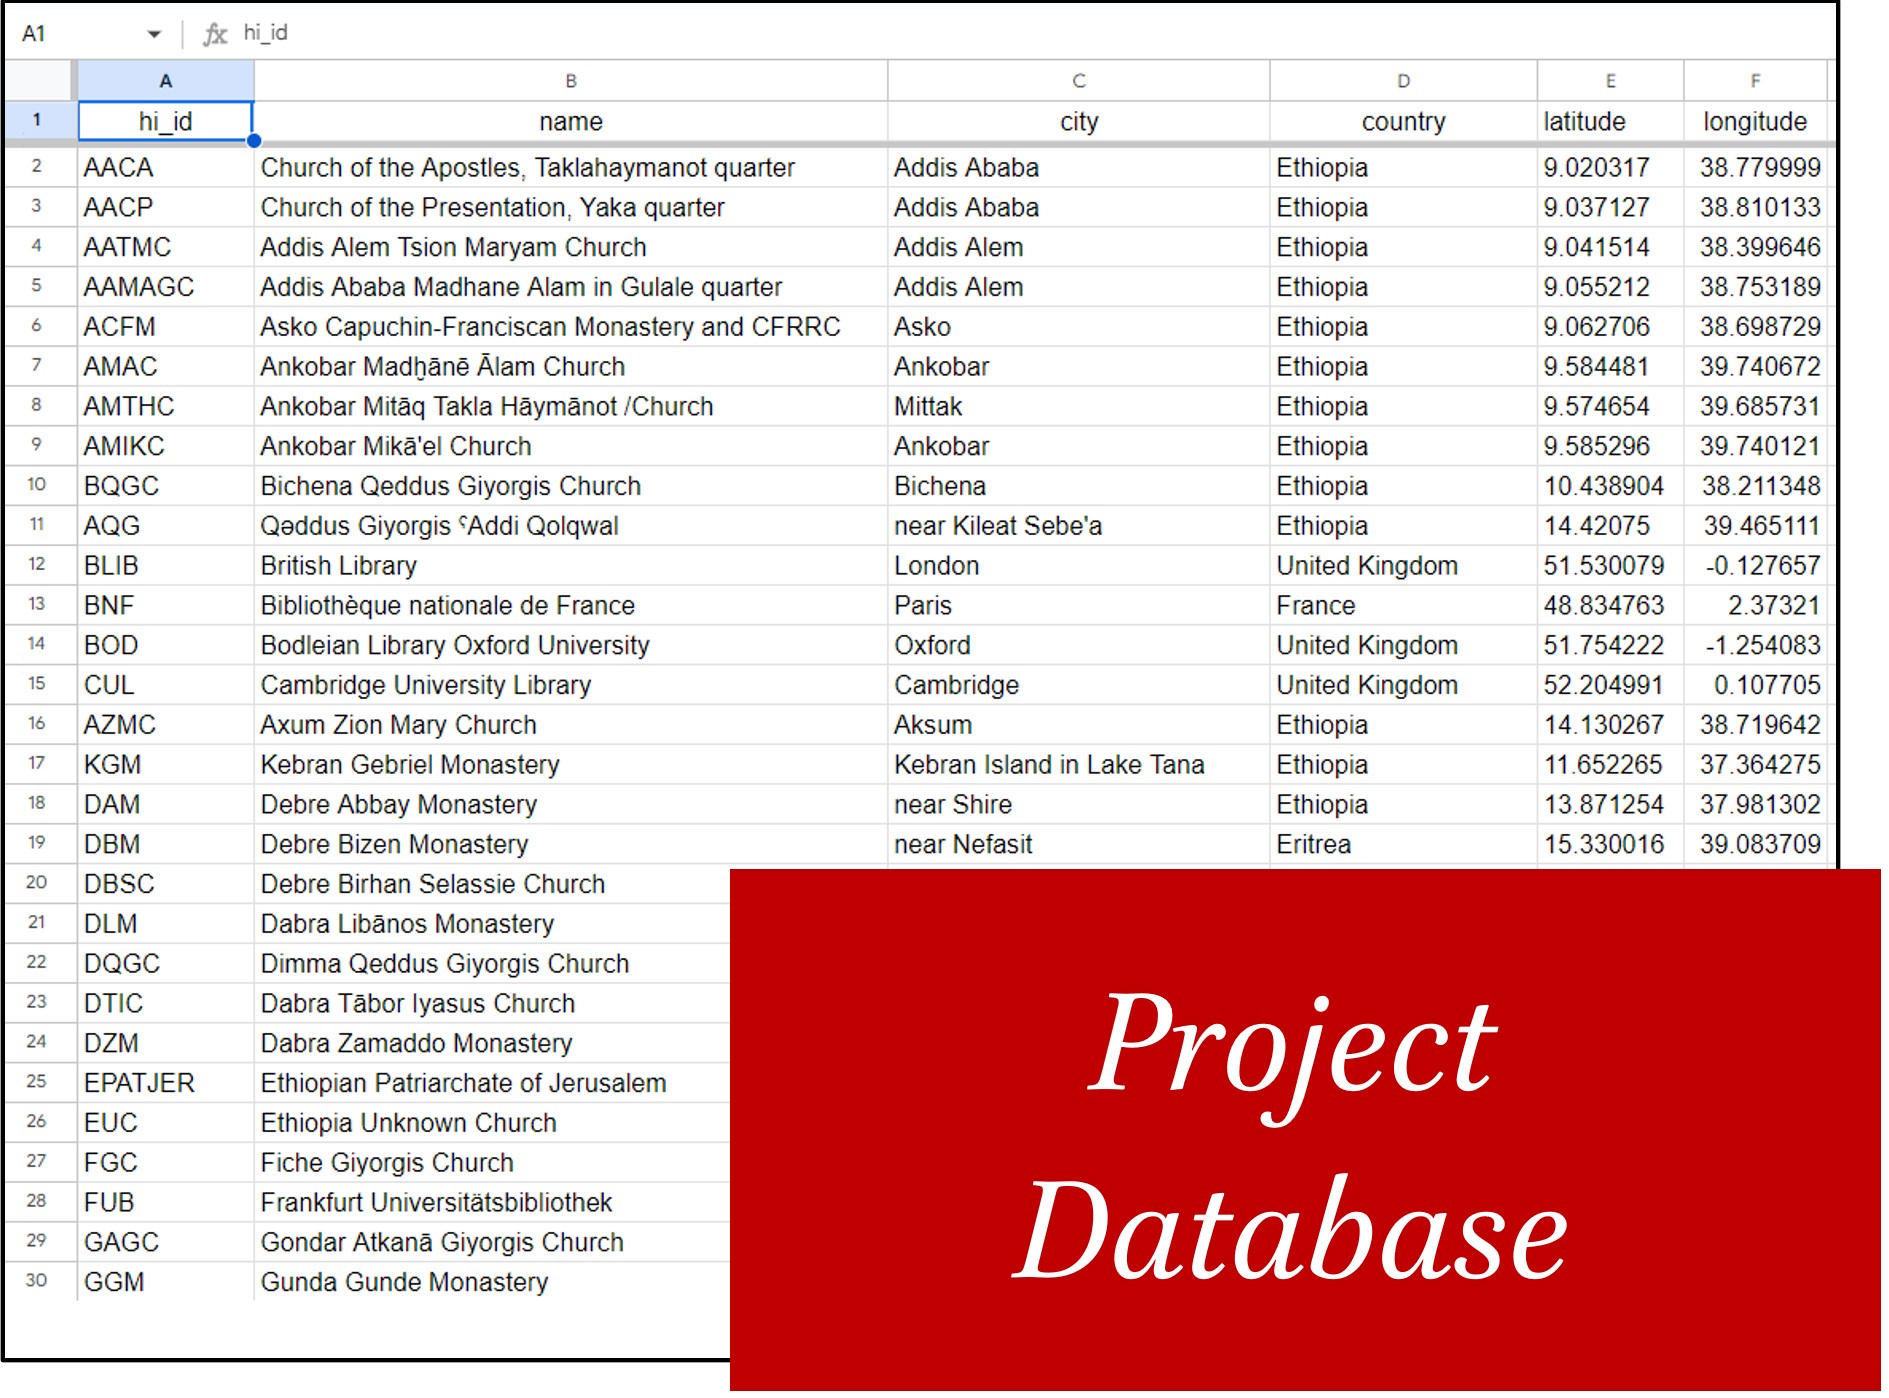 A1 fx hi_id
A B C D E F
1 hi_id name city country latitude longitude
2 AACA Church of the Apostles, Taklahaymanot quarter Addis Ababa Ethiopia 9.020317 38.779999
3 AACP Church of the Presentation, Yaka quarter Addis Ababa Ethiopia 9.037127 38.810133
4 AATMC Addis Alem Tsion Maryam Church Addis Alem Ethiopia 9.041514 38.399646
5 AAMAGC Addis Ababa Madhane Alam in Gulale quarter Addis Alem Ethiopia 9.055212 38.753189
6 ACFM Asko Capuchin-Franciscan Monastery and CFRRC Asko Ethiopia 9.062706 38.698729
7 AMAC Ankobar Madḫānē Ālam Church Ankobar Ethiopia 9.584481 39.740672
8 AMTHC Ankobar Mitāq Takla Hāymānot /Church Mittak Ethiopia 9.574654 39.685731
9 AMIKC Ankobar Mikā'el Church Ankobar Ethiopia 9.585296 39.740121
10 BQGC Bichena Qeddus Giyorgis Church Bichena Ethiopia 10.438904 38.211348
11 AQG Qəddus Giyorgis ˤAddi Qolqwal near Kileat Sebe'a Ethiopia 14.42075 39.465111
12 BLIB British Library London United Kingdom 51.530079 -0.127657
13 BNF Bibliothèque nationale de France Paris France 48.834763 2.37321
14 BOD Bodleian Library Oxford University Oxford United Kingdom 51.754222 -1.254083
15 CUL Cambridge University Library Cambridge United Kingdom 52.204991 0.107705
16 AZMC Axum Zion Mary Church Aksum Ethiopia 14.130267 38.719642
17 KGM Kebran Gebriel Monastery Kebran Island in Lake Tana Ethiopia 11.652265 37.364275
18 DAM Debre Abbay Monastery near Shire Ethiopia 13.871254 37.981302
19 DBM Debre Bizen Monastery near Nefasit Eritrea 15.330016 39.083709
20 DBSC Debre Birhan Selassie Church
21 DLM Dabra Libānos Monastery
22 DQGC Dimma Qeddus Giyorgis Church
23 DTIC Dabra Tābor Iyasus Church
24 DZM Dabra Zamaddo Monastery
25 EPATJER Ethiopian Patriarchate of Jerusalem
26 EUC Ethiopia Unknown Church
27 FGC Fiche Giyorgis Church
28 FUB Frankfurt Universitätsbibliothek
29 GAGC Gondar Atkanā Giyorgis Church
30 GGM Gunda Gunde Monastery
Project
Database